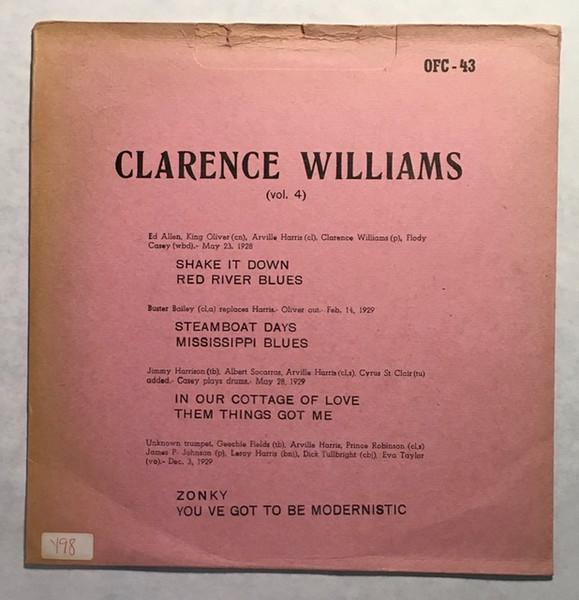 OFC - 43
CLARENCE WILLIAMS
(vol. 4)
Ed Allen, King Oliver (cn), Arville Harris (cl), Clarence Williams (p), Flody
Casey (wbd).- May 23, 1928
SHAKE IT DOWN
RED RIVER BLUES
Buster Bailey (cl,a) replaces Harris.- Oliver out.- Feb. 14, 1929
STEAMBOAT DAYS
MISSISSIPPI BLUES
Jimmy Harrison (tb), Albert Socarras, Arville Harris (cl,s). Cyrus St Clair (tu)
added.- Casey plays drums.- May 28, 1929
IN OUR COTTAGE OF LOVE
THEM THINGS GOT ME
Unknown trumpet, Geechie Fields (tb), Arville Harris, Prince Robinson (cl,s)
James P. Johnson (p), Leroy Harris (bnj), Dick Fullbright (cbj), Eva Taylor
(vo).- Dec. 3, 1929
ZONKY
YOU VE GOT TO BE MODERNISTIC
Y98